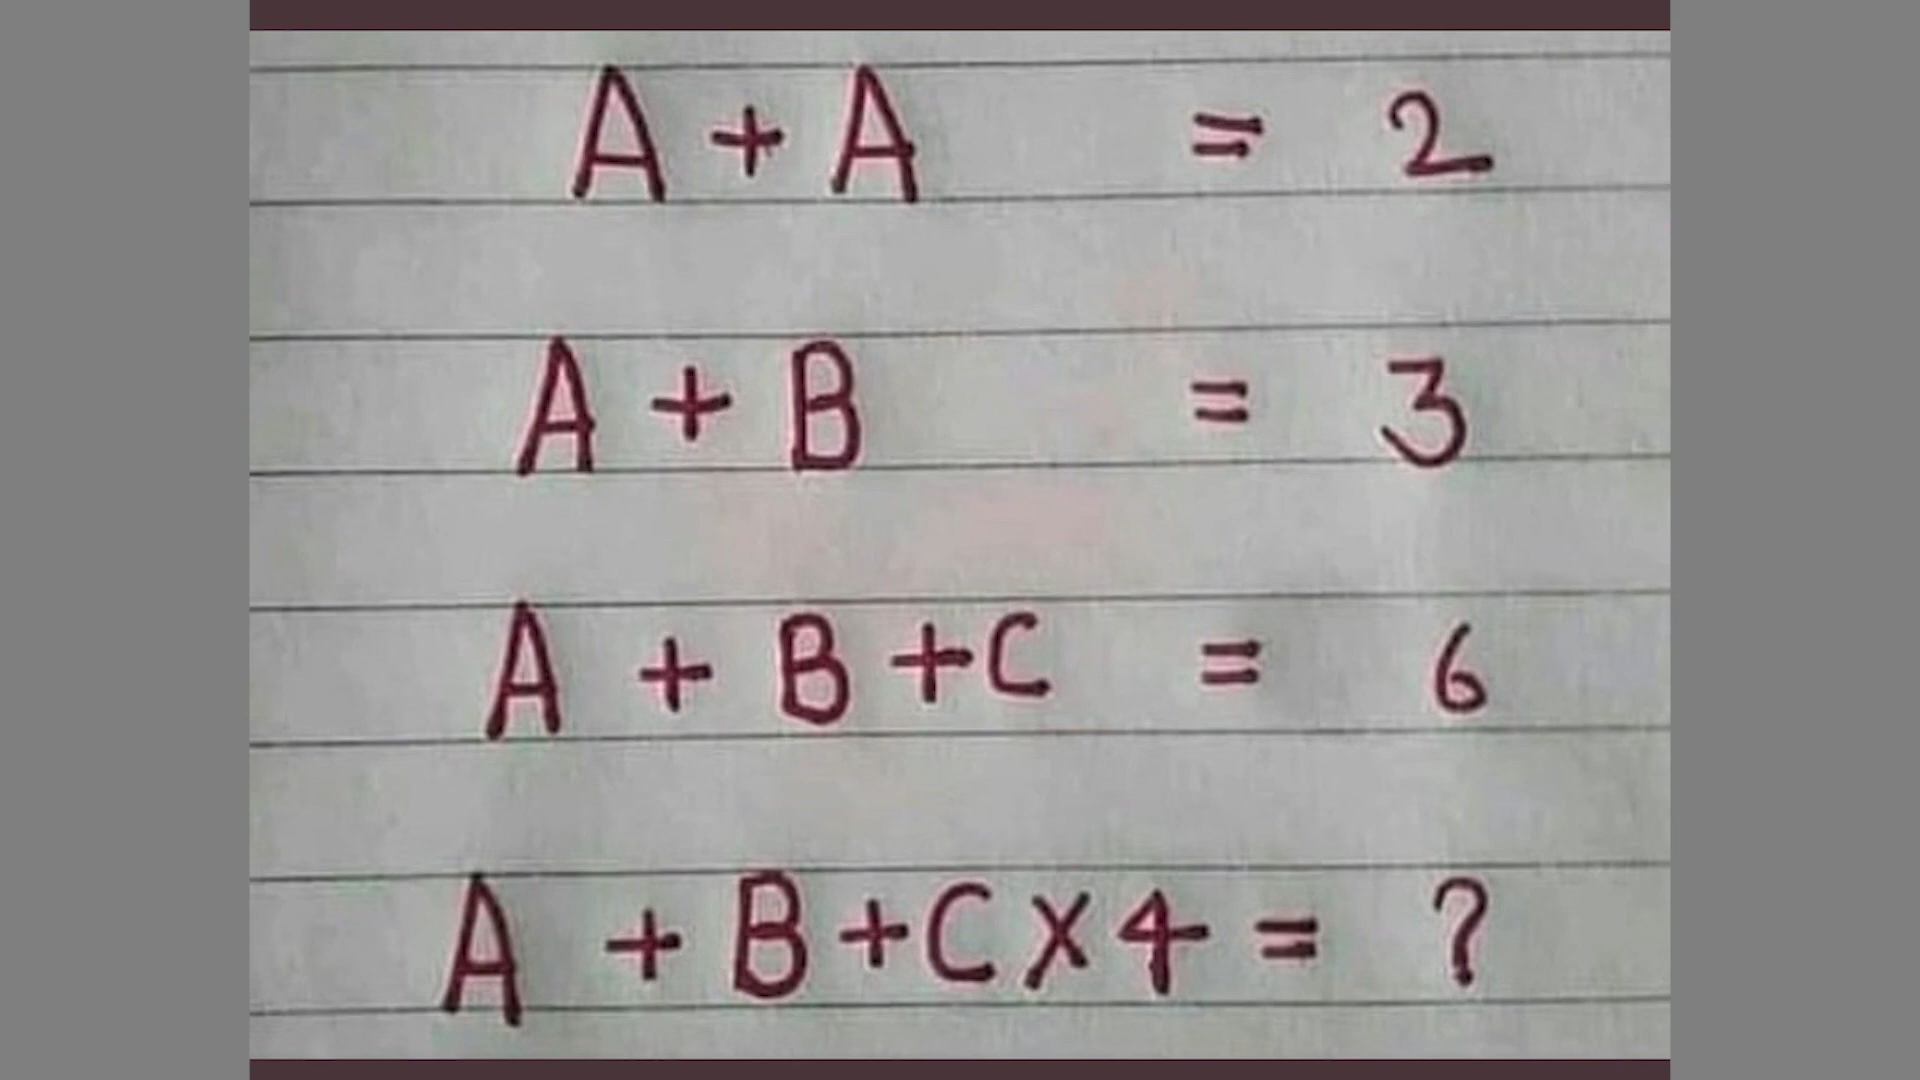 A + A = 2
A + B = 3
A + B + C = 6
A + B + C X 4 = ?